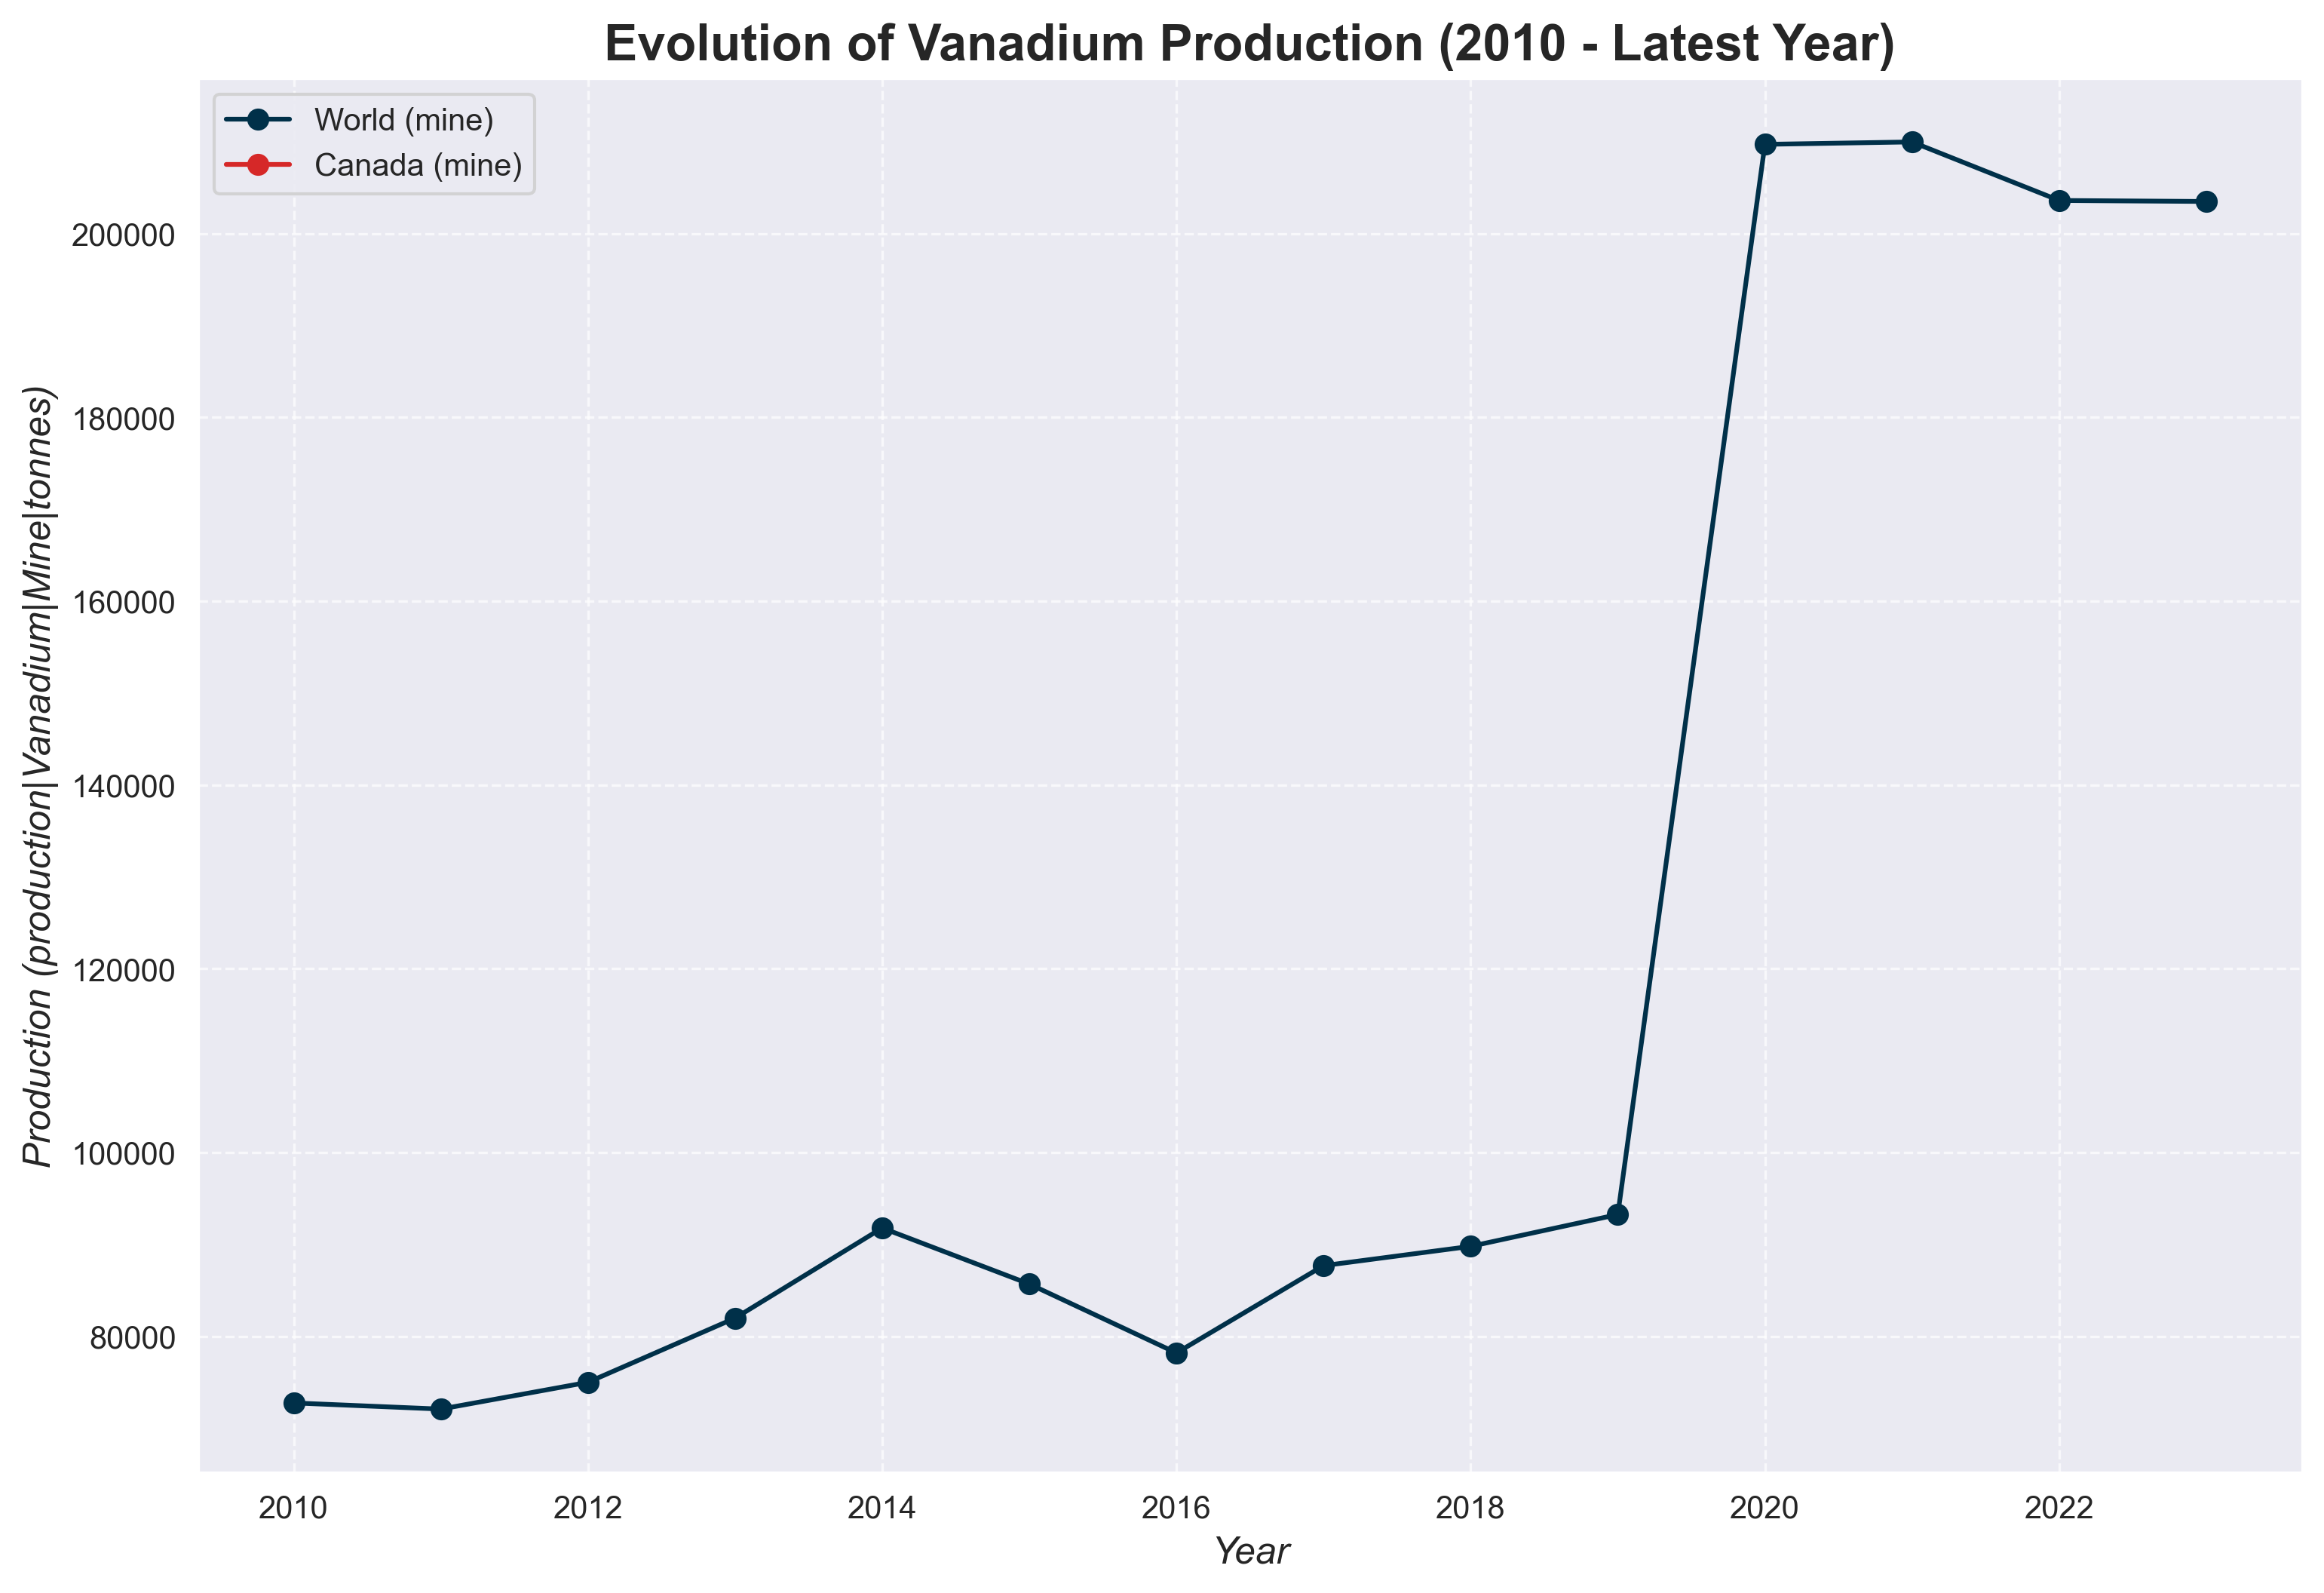 Evolution of Vanadium Production (2010 - Latest Year)
World (mine)
Canada (mine)
Production (production|Vanadium|Mine|tonnes)
200000
180000
160000
140000
120000
100000
80000
2010 2012 2014 2016 2018 2020 2022
Year